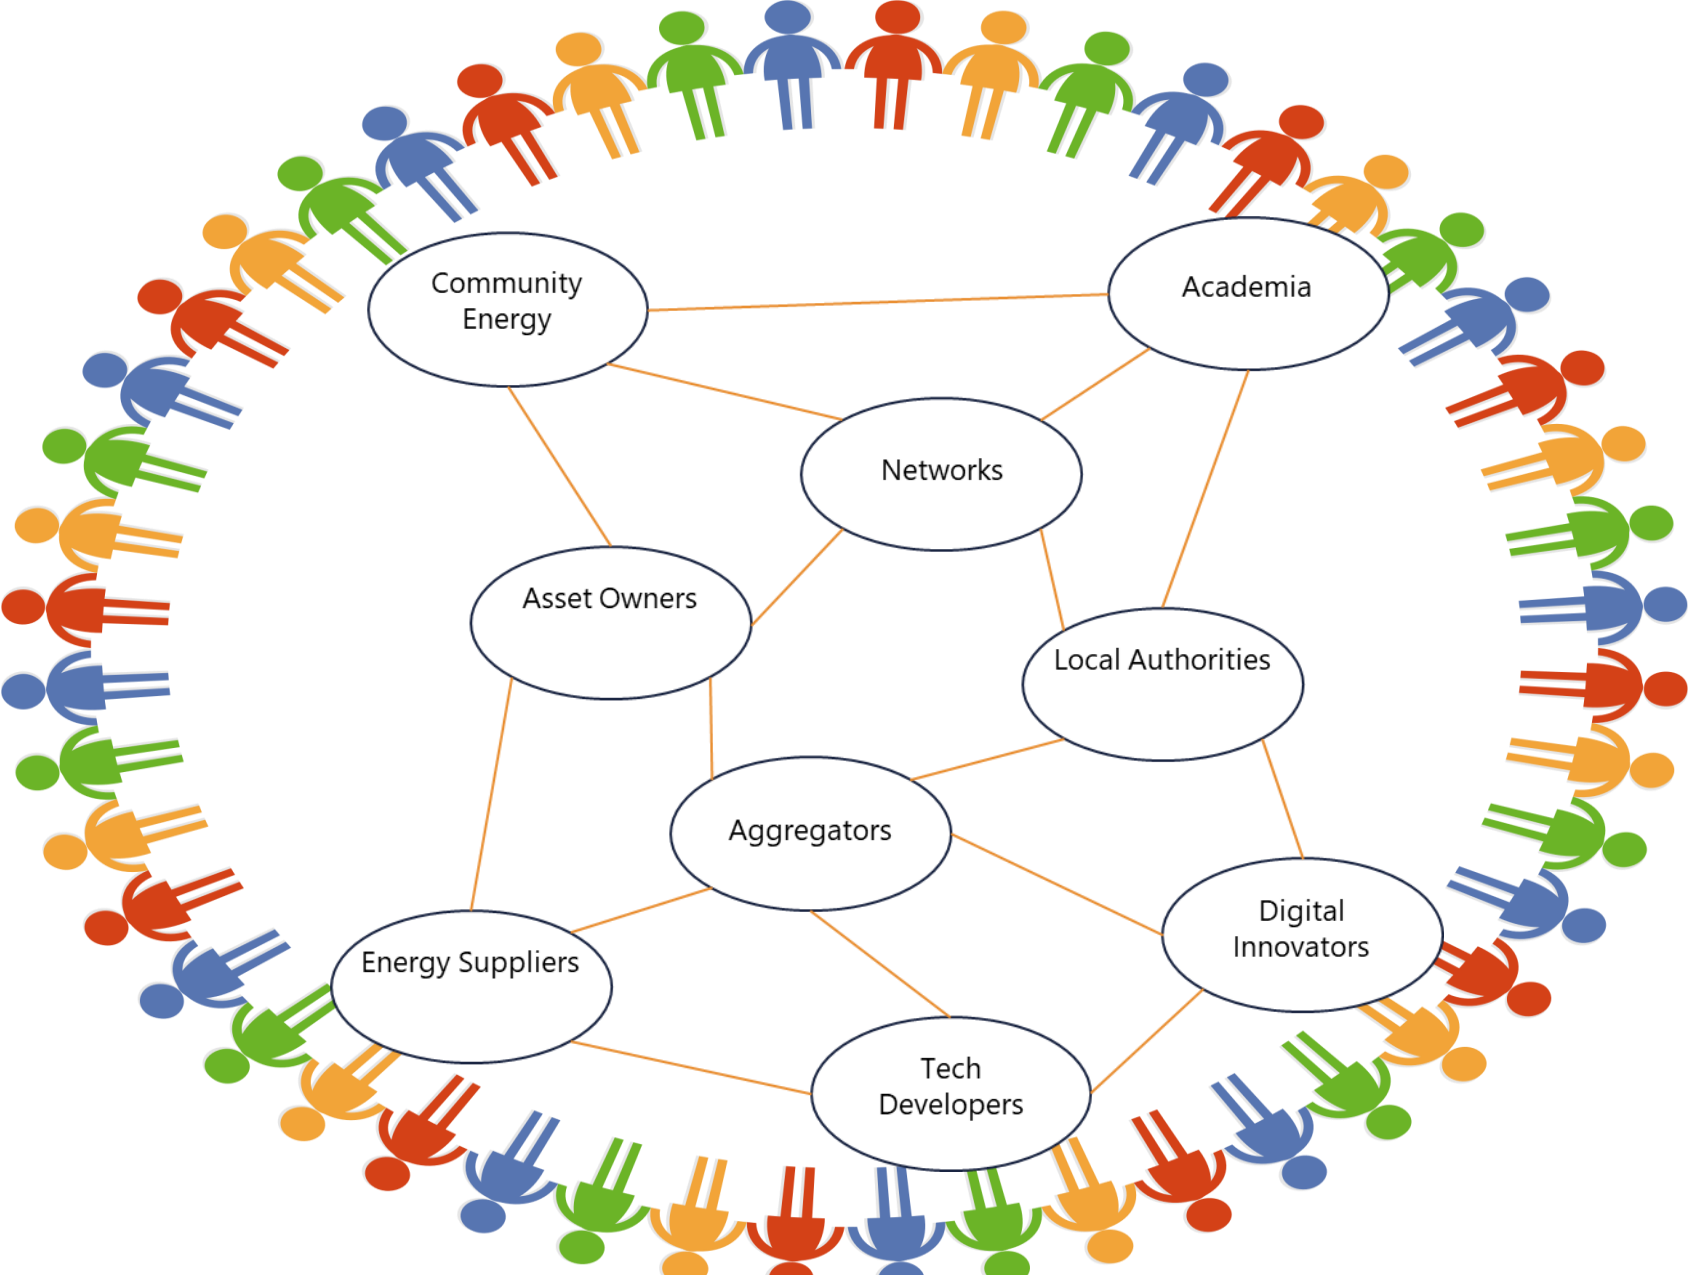 Community
Energy
Academia
Networks
Asset Owners
Local Authorities
Aggregators
Digital
Innovators
Energy Suppliers
Tech
Developers